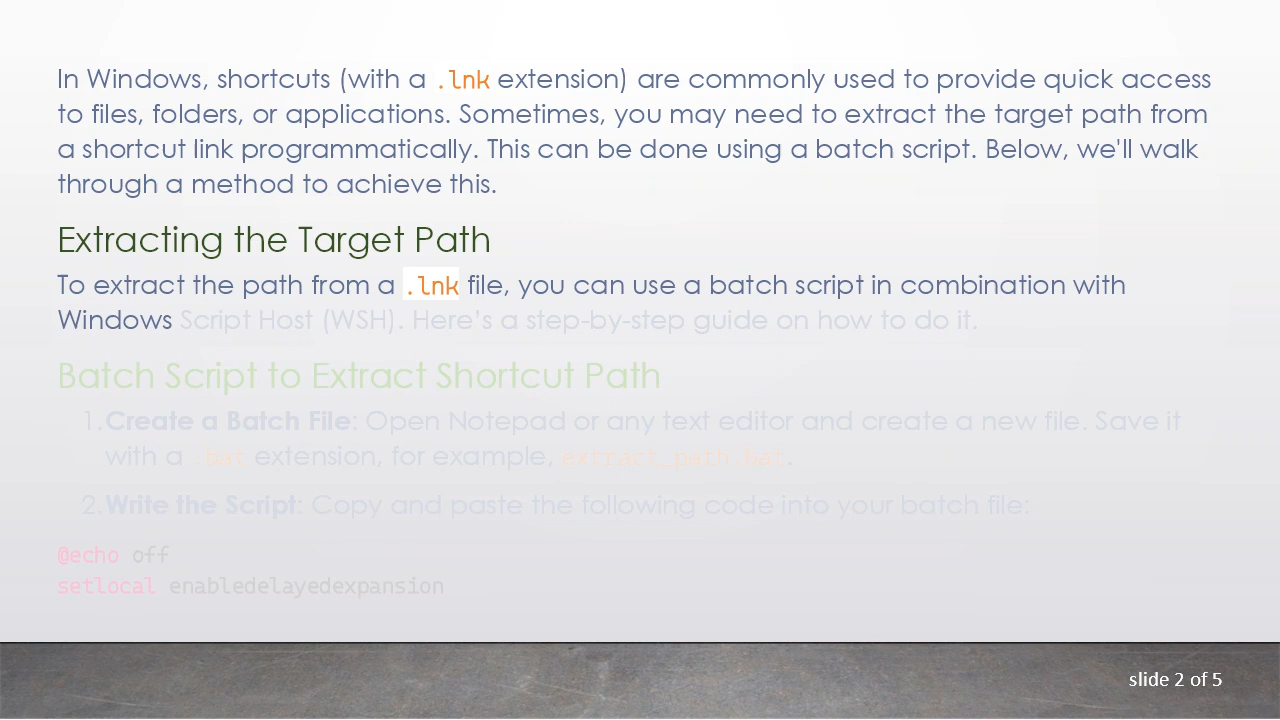 In Windows, shortcuts (with a .lnk extension) are commonly used to provide quick access
to files, folders, or applications. Sometimes, you may need to extract the target path from
a shortcut link programmatically. This can be done using a batch script. Below, we'll walk
through a method to achieve this.
Extracting the Target Path
To extract the path from a .lnk file, you can use a batch script in combination with
Windows Script Host (WSH). Here’s a step-by-step guide on how to do it.
Batch Script to Extract Shortcut Path
1. Create a Batch File: Open Notepad or any text editor and create a new file. Save it
with a .bat extension, for example, extract_path.bat.
2. Write the Script: Copy and paste the following code into your batch file:
@echo off
setlocal enabledelayedexpansion
slide 2 of 5